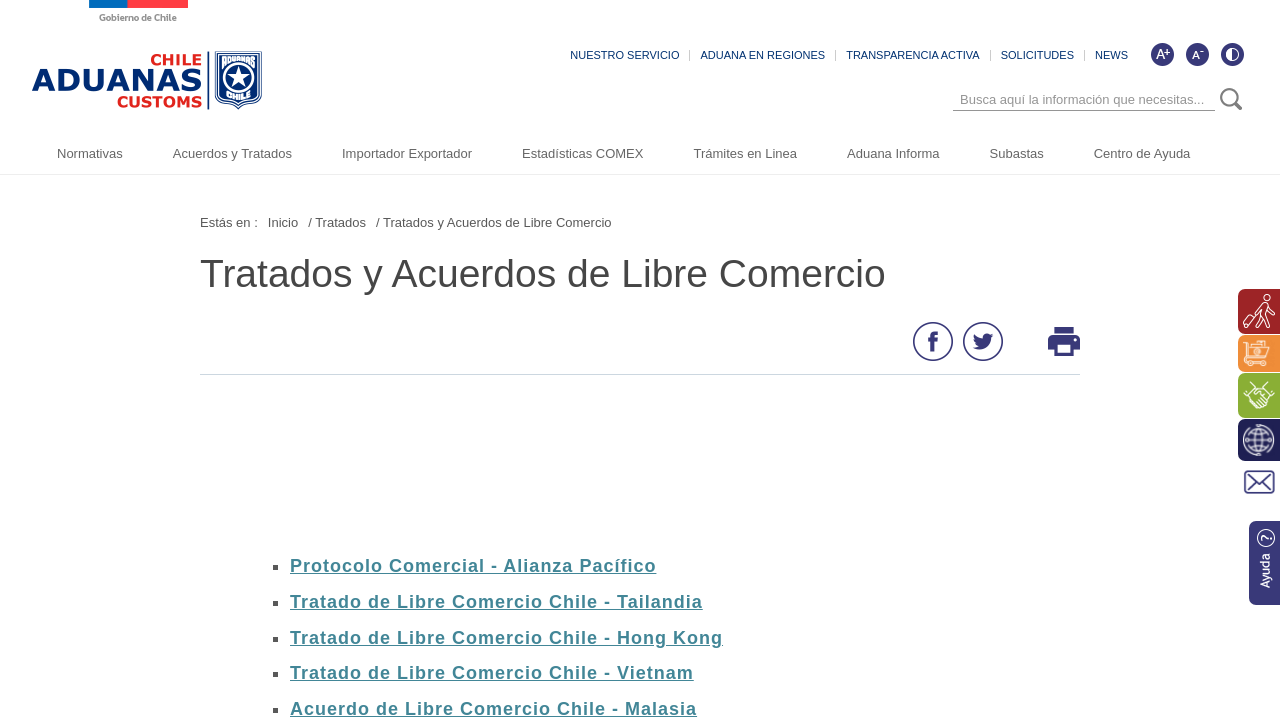 Gobierno de Chile
CHILE
ADUANAS
CUSTOMS
CHILE
NUESTRO SERVICIO
ADUANA EN REGIONES
TRANSPARENCIA ACTIVA
SOLICITUDES
NEWS
A+
A-
Busca aquí la información que necesitas...
Normativas
Acuerdos y Tratados
Importador Exportador
Estadísticas COMEX
Trámites en Linea
Aduana Informa
Subastas
Centro de Ayuda
Estás en : Inicio / Tratados / Tratados y Acuerdos de Libre Comercio
Tratados y Acuerdos de Libre Comercio
Ayuda ?
Protocolo Comercial - Alianza Pacífico
Tratado de Libre Comercio Chile - Tailandia
Tratado de Libre Comercio Chile - Hong Kong
Tratado de Libre Comercio Chile - Vietnam
Acuerdo de Libre Comercio Chile - Malasia